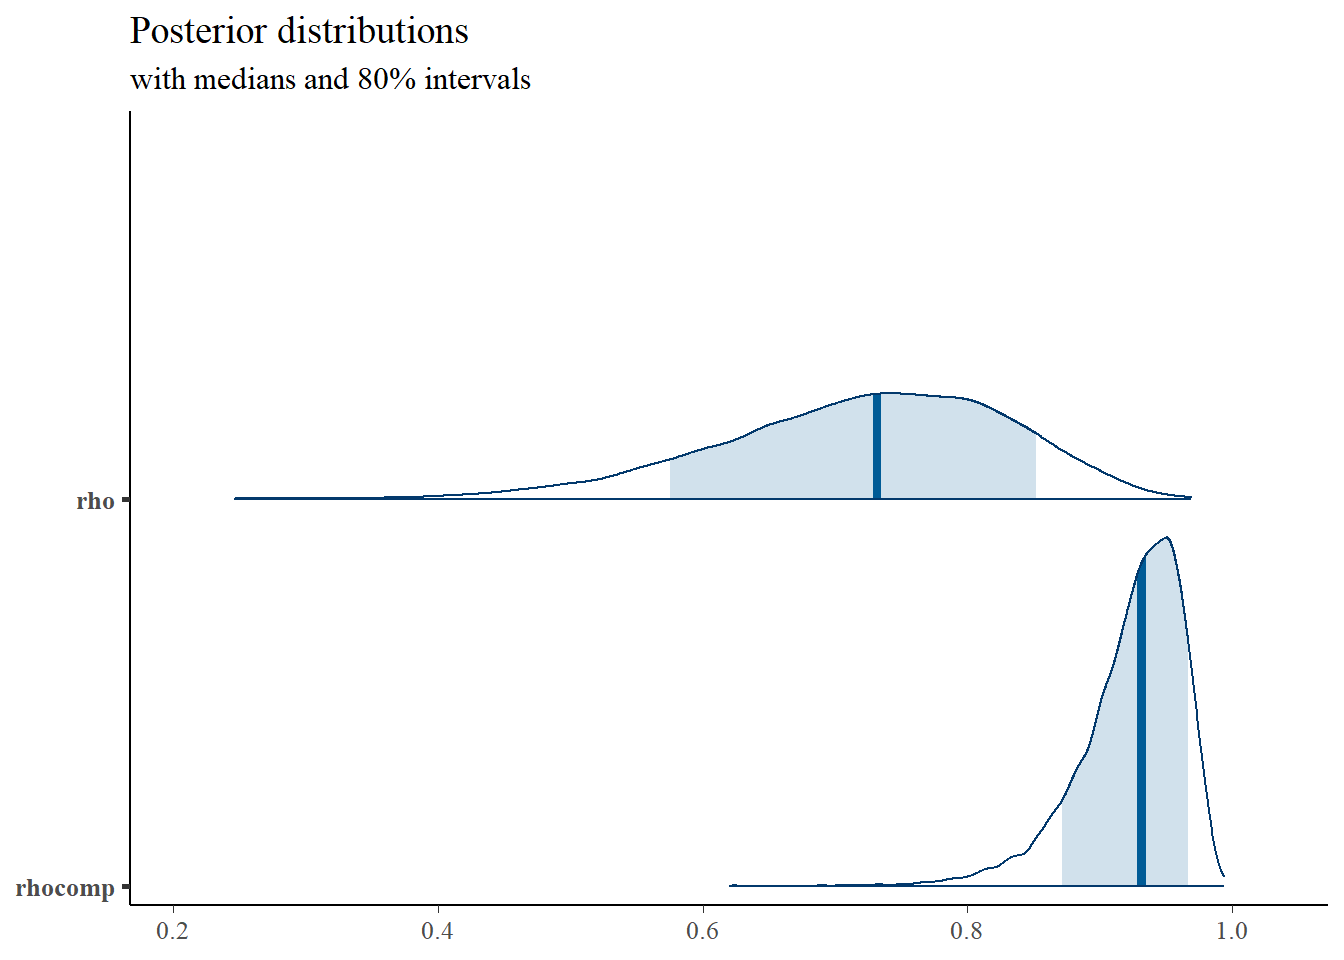 Posterior distributions
with medians and 80% intervals
rho
rhocomp
0.2 0.4 0.6 0.8 1.0